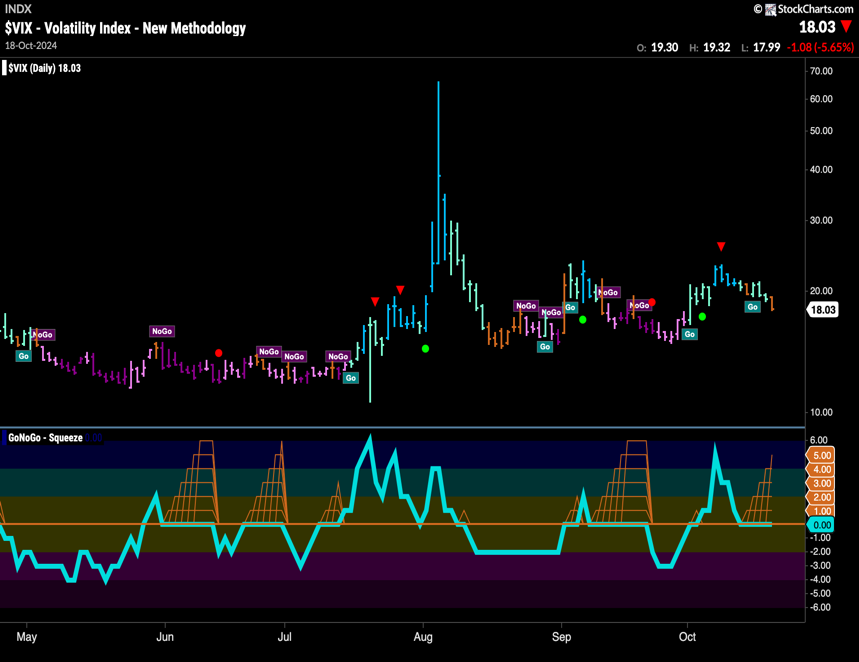 INDX
© StockCharts.com
$VIX - Volatility Index - New Methodology
18.03
18-Oct-2024
O: 19.30 H: 19.32 L: 17.99 -1.08 (-5.65%)
$VIX (Daily) 18.03
70.00
60.00
50.00
40.00
30.00
20.00
18.03
10.00
Go
NoGo
NoGo
NoGo
NoGo
NoGo
Go
NoGo
NoGo
Go
Go
NoGo
NoGo
Go
Go
GoNoGo - Squeeze 0.00
6.00
5.00
4.00
3.00
2.00
1.00
0.00
-1.00
-2.00
-3.00
-4.00
-5.00
-6.00
May Jun Jul Aug Sep Oct